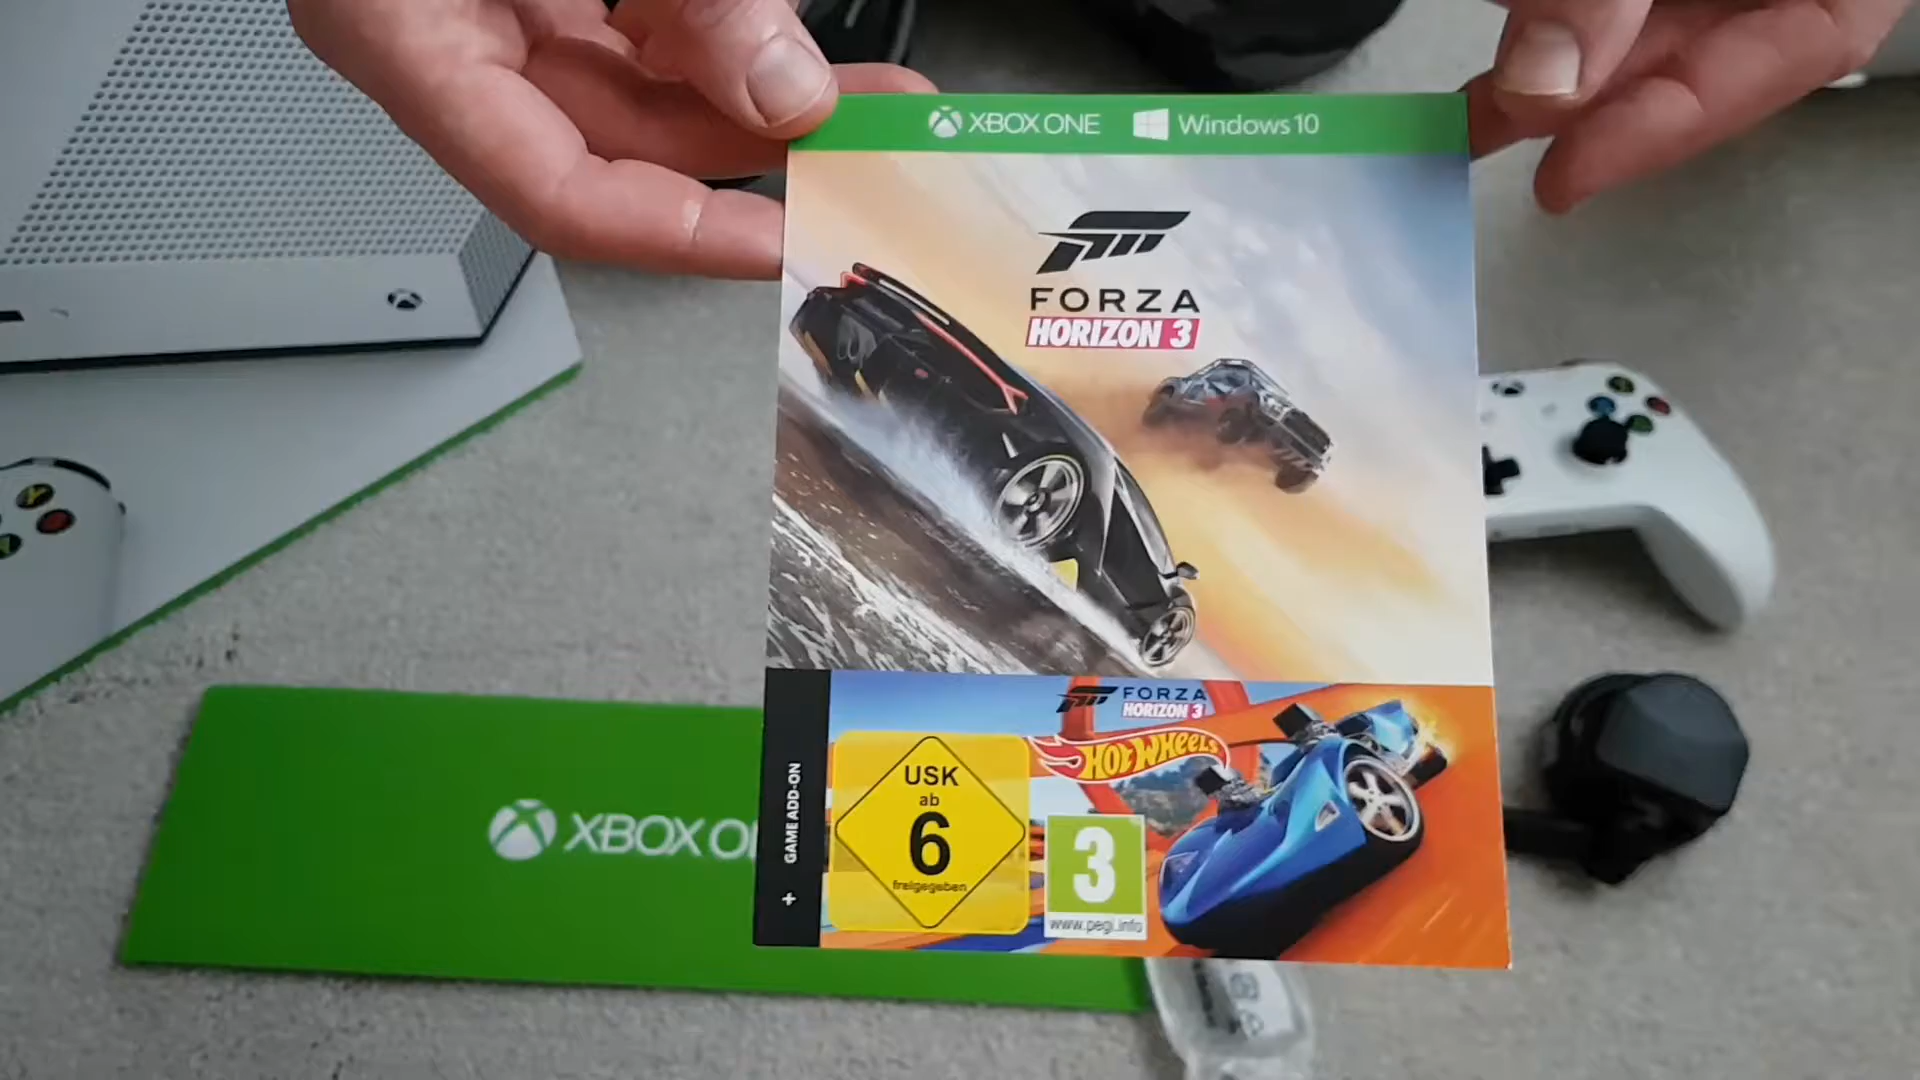 XBOX ONE Windows 10
FORZA
HORIZON 3
FORZA
HORIZON 3
HOT WHEELS
+ GAME ADD-ON
USK
ab
6
freigegeben
3
www.pegi.info
XBOX ON
Y